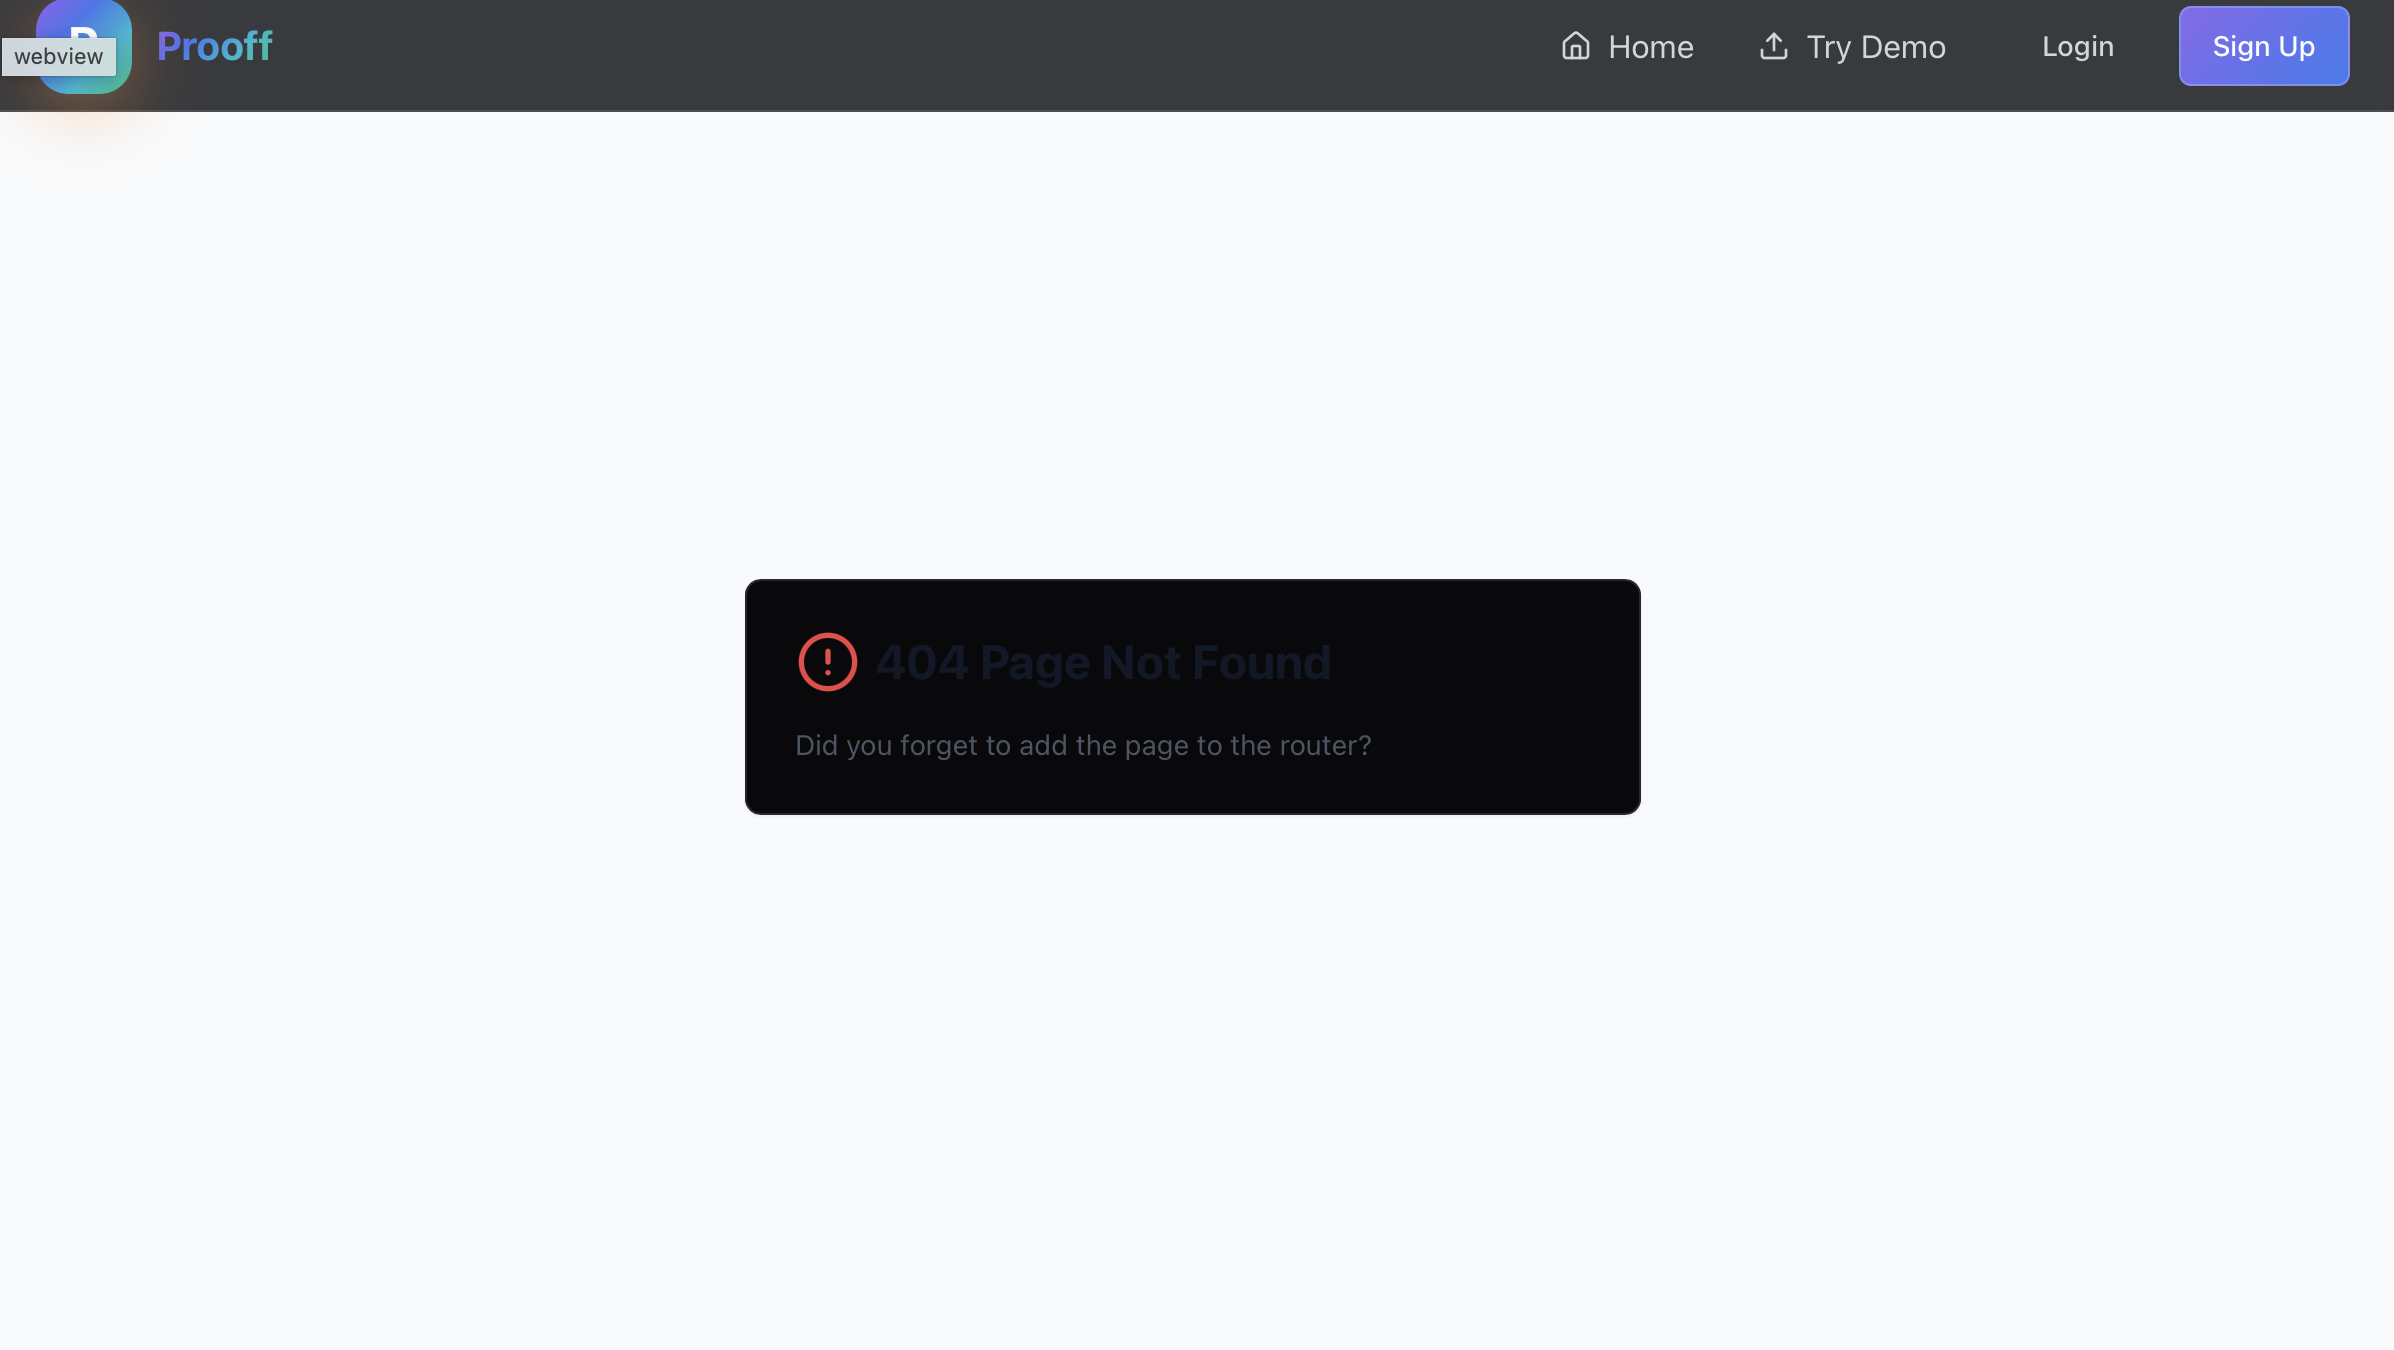 webview
Prooff
Home
Try Demo
Login
Sign Up
404 Page Not Found
Did you forget to add the page to the router?